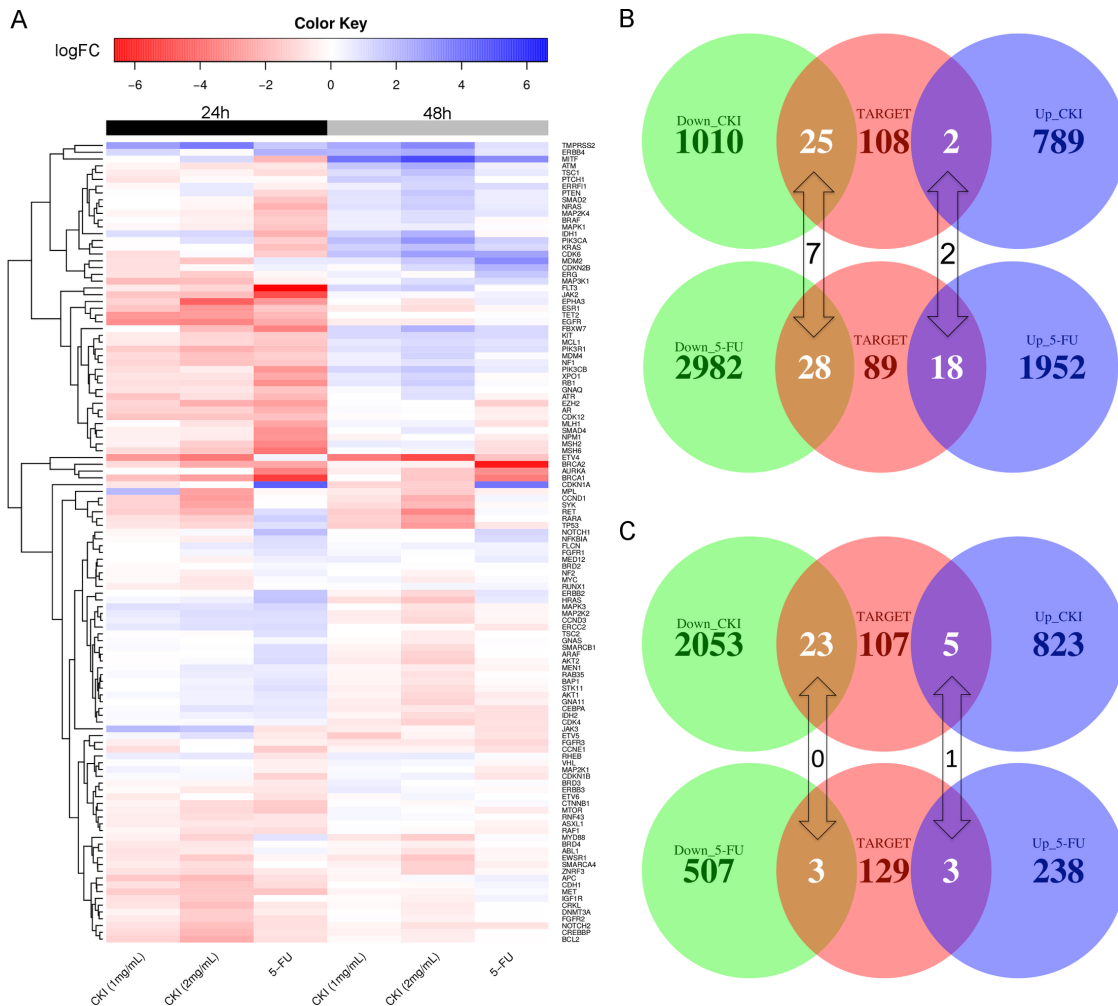 A
Color Key
logFC
−6 −4 −2 0 2 4 6
24h 48h
TMPRSS2
ERBB4
MITF
ATM
TSC1
PTCH1
ERRFI1
PTEN
SMAD2
NRAS
MAP2K4
BRAF
MAPK1
IDH1
PIK3CA
KRAS
CDK6
MDM2
CDKN2B
ERG
MAP3K1
FLT3
JAK2
EPHA3
ESR1
TET2
EGFR
FBXW7
KIT
MCL1
PIK3R1
MDM4
NF1
PIK3CB
XPO1
RB1
GNAQ
ATR
EZH2
AR
CDK12
MLH1
SMAD4
NPM1
MSH2
MSH6
ETV4
BRCA2
AURKA
BRCA1
CDKN1A
MPL
CCND1
SYK
RET
RARA
TP53
NOTCH1
NFKBIA
FLCN
FGFR1
MED12
BRD2
NF2
MYC
RUNX1
ERBB2
HRAS
MAPK3
MAP2K2
CCND3
ERCC2
TSC2
GNAS
SMARCB1
ARAF
AKT2
MEN1
RAB35
BAP1
STK11
AKT1
GNA11
CEBPA
IDH2
CDK4
JAK3
ETV5
FGFR3
CCNE1
RHEB
VHL
MAP2K1
CDKN1B
BRD3
ERBB3
ETV6
CTNNB1
MTOR
RNF43
ASXL1
RAF1
MYD88
BRD4
ABL1
EWSR1
SMARCA4
ZNRF3
APC
CDH1
MET
IGF1R
CRKL
DNMT3A
FGFR2
NOTCH2
CREBBP
BCL2
CKI (1mg/mL) CKI (2mg/mL) 5−FU CKI (1mg/mL) CKI (2mg/mL) 5−FU
B
Down_CKI TARGET Up_CKI
1010 25 108 2 789
7 2
Down_5-FU TARGET Up_5-FU
2982 28 89 18 1952
C
Down_CKI TARGET Up_CKI
2053 23 107 5 823
0 1
Down_5-FU TARGET Up_5-FU
507 3 129 3 238